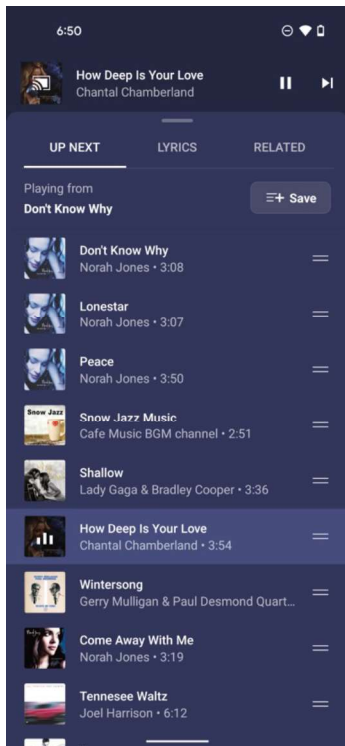 6:50
How Deep Is Your Love
Chantal Chamberland
UP NEXT
LYRICS
RELATED
Playing from
Don't Know Why
Save
Don't Know Why
Norah Jones • 3:08
Lonestar
Norah Jones • 3:07
Peace
Norah Jones • 3:50
Snow Jazz
Snow Jazz Music
Cafe Music BGM channel • 2:51
Shallow
Lady Gaga & Bradley Cooper • 3:36
How Deep Is Your Love
Chantal Chamberland • 3:54
Wintersong
Gerry Mulligan & Paul Desmond Quart...
Come Away With Me
Norah Jones • 3:19
Tennesee Waltz
Joel Harrison • 6:12